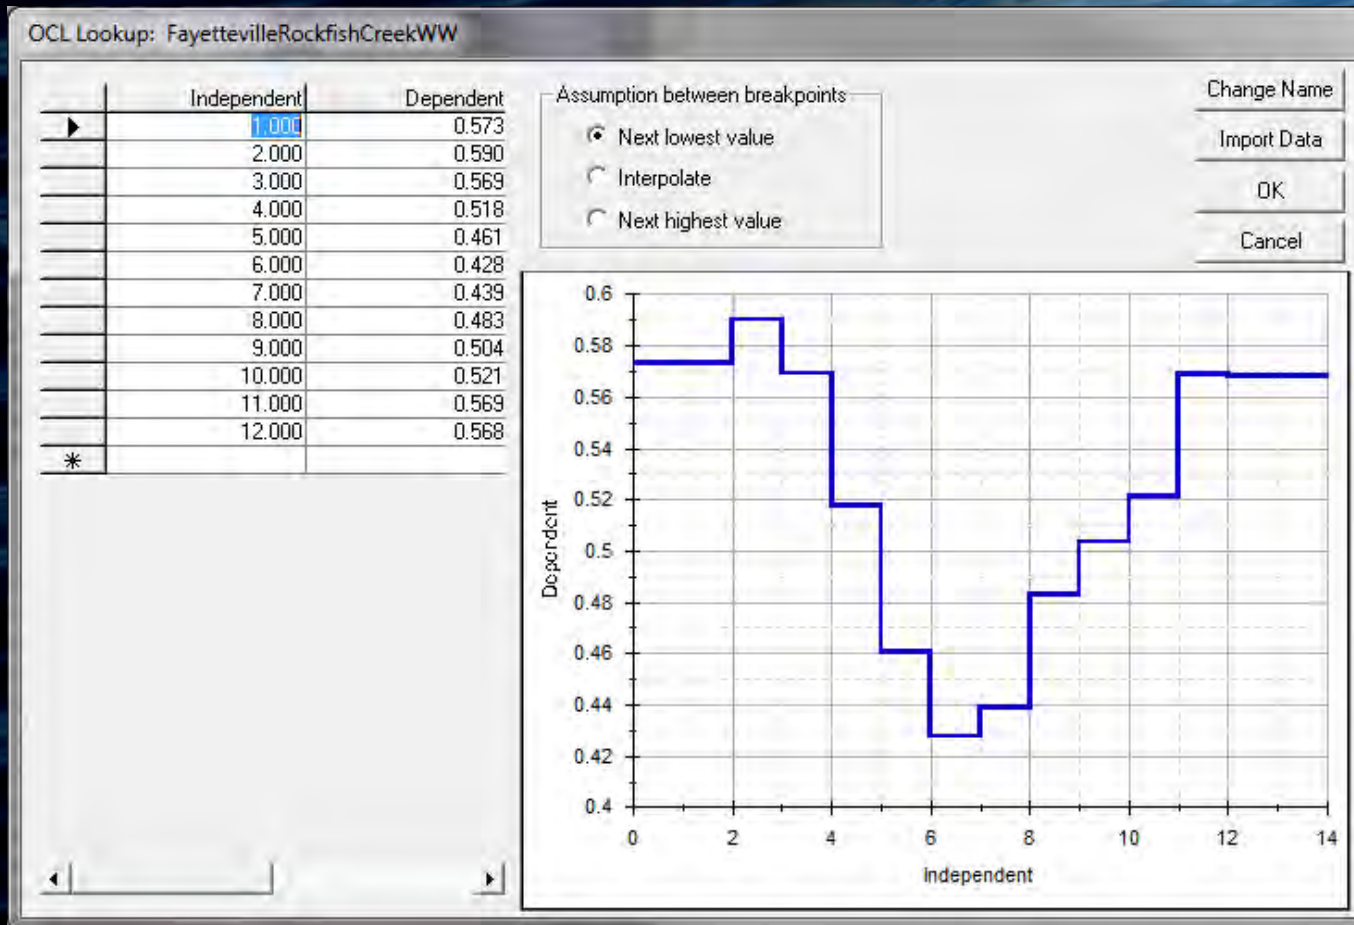 OCL Lookup: FayettevilleRockfishCreekWW
Independent Dependent
1.000 0.573
2.000 0.590
3.000 0.569
4.000 0.518
5.000 0.461
6.000 0.428
7.000 0.439
8.000 0.483
9.000 0.504
10.000 0.521
11.000 0.569
12.000 0.568
*
Assumption between breakpoints
Next lowest value
Interpolate
Next highest value
Change Name
Import Data
OK
Cancel
0.6
0.58
0.56
0.54
0.52
0.5
0.48
0.46
0.44
0.42
0.4
Dependent
0 2 4 6 8 10 12 14
Independent